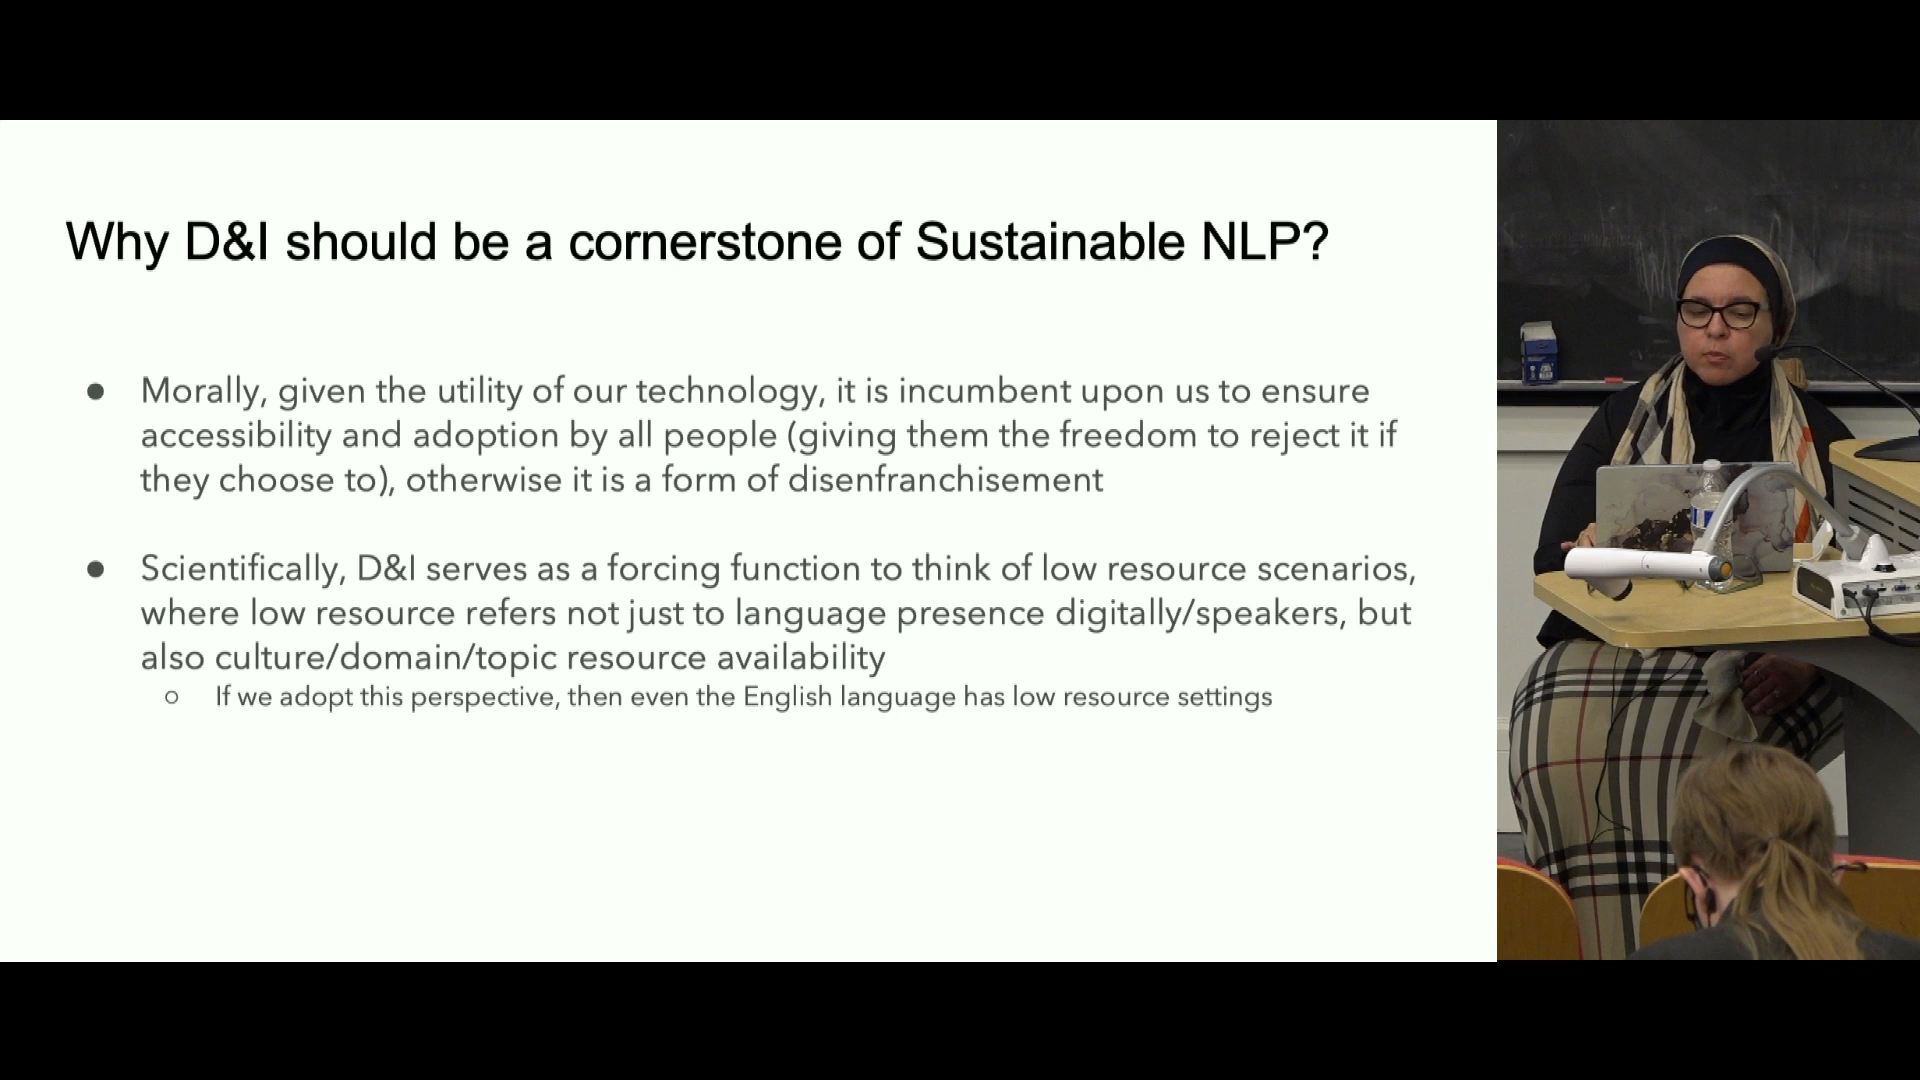 Why D&I should be a cornerstone of Sustainable NLP?
● Morally, given the utility of our technology, it is incumbent upon us to ensure
accessibility and adoption by all people (giving them the freedom to reject it if
they choose to), otherwise it is a form of disenfranchisement
● Scientifically, D&I serves as a forcing function to think of low resource scenarios,
where low resource refers not just to language presence digitally/speakers, but
also culture/domain/topic resource availability
○ If we adopt this perspective, then even the English language has low resource settings